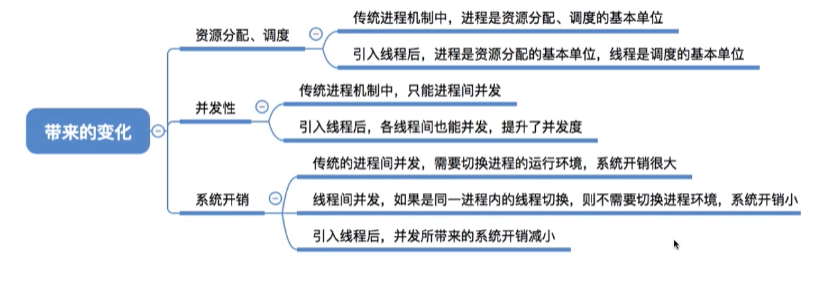 带来的变化
资源分配、调度
传统进程机制中，进程是资源分配、调度的基本单位
引入线程后，进程是资源分配的基本单位，线程是调度的基本单位
并发性
传统进程机制中，只能进程间并发
引入线程后，各线程间也能并发，提升了并发度
系统开销
传统的进程间并发，需要切换进程的运行环境，系统开销很大
线程间并发，如果是同一进程内的线程切换，则不需要切换进程环境，系统开销小
引入线程后，并发所带来的系统开销减小